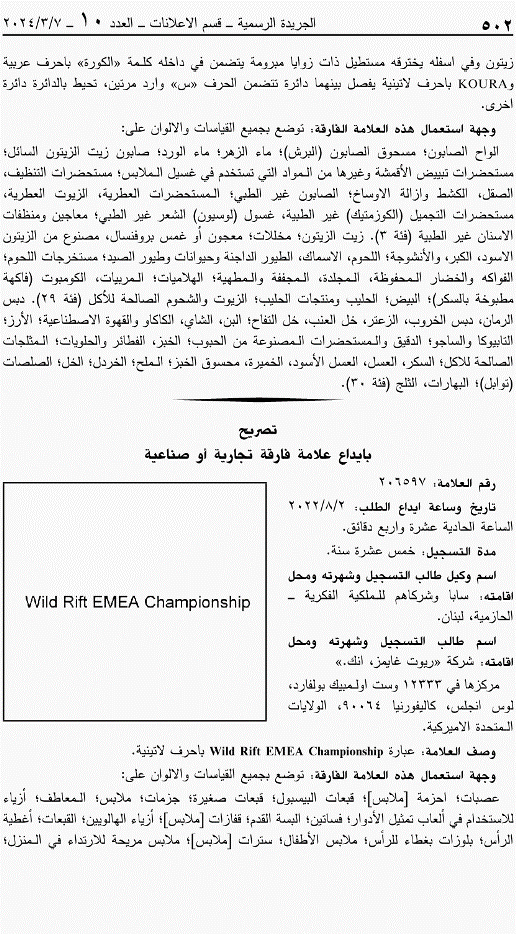 ٥٠٢ الجريدة الرسمية ــ قسم الاعلانات ــ العدد ١٠ ــ ٢٠٢٤/٣/٧
زيتون وفي اسفله يخترقه مستطيل ذات زوايا مبرومة يتضمن في داخله كلمة «الكورة» باحرف عربية
وKOURA باحرف لاتينية يفصل بينهما دائرة تتضمن الحرف «س» وارد مرتين، تحيط بالدائرة دائرة
اخرى.
وجهة استعمال هذه العلامة الفارقة: توضع بجميع القياسات والالوان على:
الواح الصابون؛ مسحوق الصابون (البرش)؛ ماء الزهر؛ ماء الورد؛ صابون زيت الزيتون السائل؛
مستحضرات تبييض الأقمشة وغيرها من المواد التي تستخدم في غسيل الملابس؛ مستحضرات التنظيف،
الصقل، الكشط وازالة الاوساخ؛ الصابون غير الطبي؛ المستحضرات العطرية، الزيوت العطرية،
مستحضرات التجميل (الكوزمتيك) غير الطبية، غسول (لوسيون) الشعر غير الطبي؛ معاجين ومنظفات
الاسنان غير الطبية (فئة ٣). زيت الزيتون؛ مخللات؛ معجون أو غمس بروفنسال، مصنوع من الزيتون
الاسود، الكبر، والأنشوجة؛ اللحوم، الاسماك، الطيور الداجنة وحيوانات وطيور الصيد؛ مستخرجات اللحوم؛
الفواكه والخضار المحفوظة، المجلدة، المجففة والمطهية؛ الهلاميات؛ المربيات، الكومبوت (فاكهة
مطبوخة بالسكر)؛ البيض؛ الحليب ومنتجات الحليب؛ الزيوت والشحوم الصالحة للأكل (فئة ٢٩). دبس
الرمان، دبس الخروب، الزعتر، خل العنب، خل التفاح؛ البن، الشاي، الكاكاو والقهوة الاصطناعية؛ الأرز؛
التابيوكا والساجو؛ الدقيق والمستحضرات المصنوعة من الحبوب؛ الخبز، الفطائر والحلويات؛ المثلجات
الصالحة للاكل؛ السكر، العسل، العسل الأسود، الخميرة، محسوق الخبز؛ الملح؛ الخردل؛ الخل؛ الصلصات
(توابل)؛ البهارات، الثلج (فئة ٣٠).
تصريح
بايداع علامة فارقة تجارية أو صناعية
رقم العلامة: ٢٠٦٥٩٧
تاريخ وساعة ايداع الطلب: ٢٠٢٢/٨/٢
الساعة الحادية عشرة واربع دقائق.
مدة التسجيل: خمس عشرة سنة.
اسم وكيل طالب التسجيل وشهرته ومحل
اقامته: سابا وشركاهم للملكية الفكرية ــ
الحازمية، لبنان.
اسم طالب التسجيل وشهرته ومحل
اقامته: شركة «ريوت غايمز، انك.»
مركزها في ١٢٣٣٣ وست اولمبيك بولفارد،
لوس انجلس، كاليفورنيا ٩٠٠٦٤، الولايات
المتحدة الاميركية.
Wild Rift EMEA Championship
وصف العلامة: عبارة Wild Rift EMEA Championship باحرف لاتينية.
وجهة استعمال هذه العلامة الفارقة: توضع بجميع القياسات والالوان على:
عصبات؛ احزمة [ملابس]؛ قبعات البيسبول؛ قبعات صغيرة؛ جزمات؛ ملابس، المعاطف؛ أزياء
للاستخدام في ألعاب تمثيل الأدوار؛ فساتين؛ البسة القدم؛ قفازات [ملابس]؛ أزياء الهالويين؛ القبعات؛ أغطية
الرأس؛ بلوزات بغطاء للرأس؛ ملابس الأطفال؛ سترات [ملابس]؛ ملابس مريحة للارتداء في المنزل؛